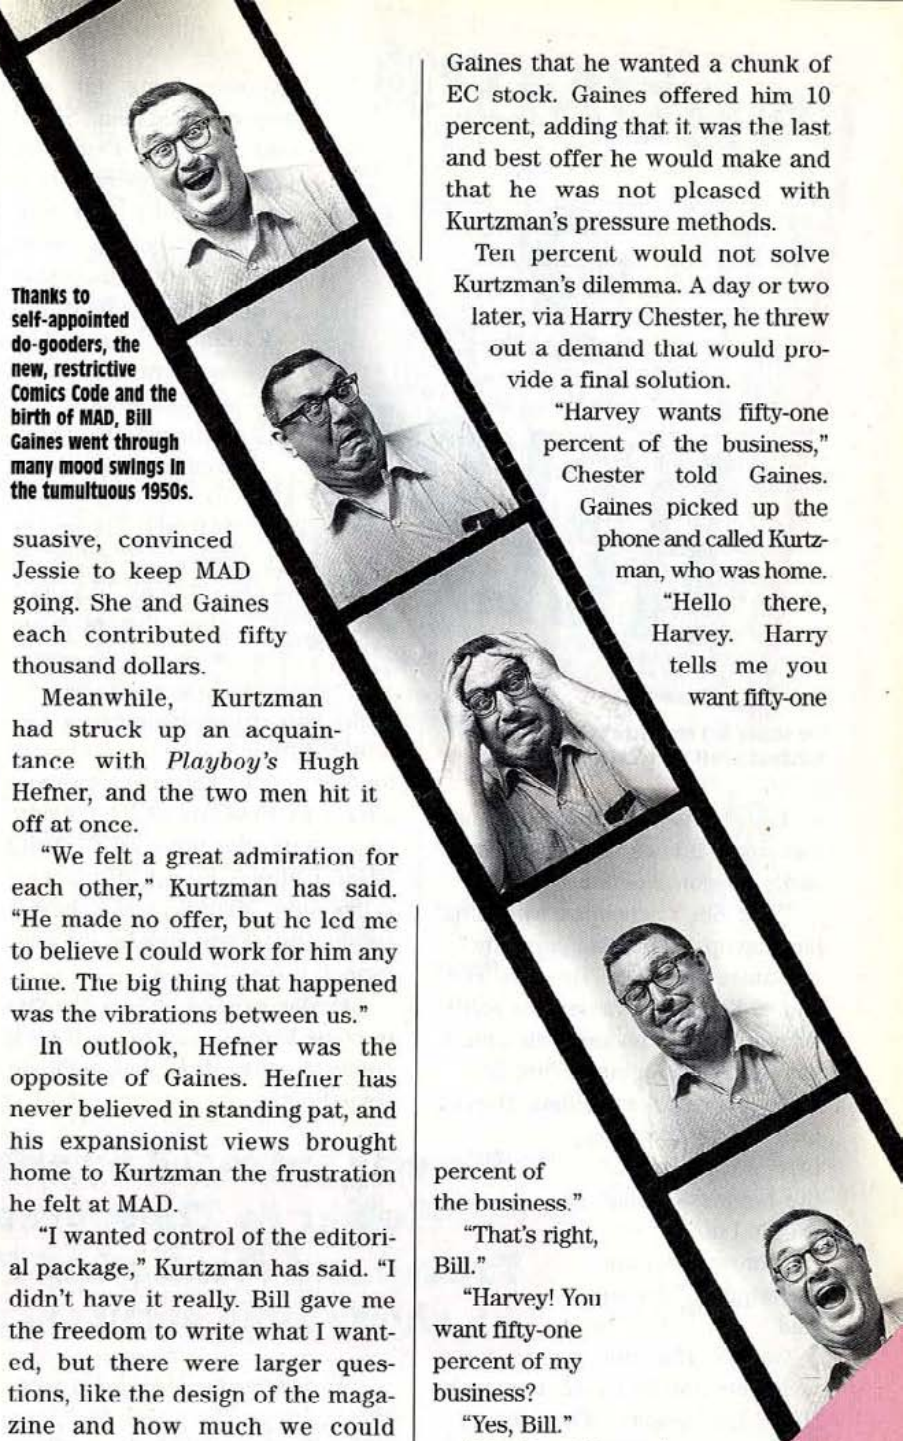 Thanks to
self-appointed
do-gooders, the
new, restrictive
Comics Code and the
birth of MAD, Bill
Gaines went through
many mood swings in
the tumultuous 1950s.
suasive, convinced
Jessie to keep MAD
going. She and Gaines
each contributed fifty
thousand dollars.
Meanwhile, Kurtzman
had struck up an acquain-
tance with Playboy's Hugh
Hefner, and the two men hit it
off at once.
“We felt a great admiration for
each other,” Kurtzman has said.
“He made no offer, but he led me
to believe I could work for him any
time. The big thing that happened
was the vibrations between us.”
In outlook, Hefner was the
opposite of Gaines. Hefner has
never believed in standing pat, and
his expansionist views brought
home to Kurtzman the frustration
he felt at MAD.
“I wanted control of the editori-
al package,” Kurtzman has said. “I
didn't have it really. Bill gave me
the freedom to write what I want-
ed, but there were larger ques-
tions, like the design of the maga-
zine and how much we could
Gaines that he wanted a chunk of
EC stock. Gaines offered him 10
percent, adding that it was the last
and best offer he would make and
that he was not pleased with
Kurtzman's pressure methods.
Ten percent would not solve
Kurtzman's dilemma. A day or two
later, via Harry Chester, he threw
out a demand that would pro-
vide a final solution.
“Harvey wants fifty-one
percent of the business,”
Chester told Gaines.
Gaines picked up the
phone and called Kurtz-
man, who was home.
“Hello there,
Harvey. Harry
tells me you
want fifty-one
percent of
the business.”
“That's right,
Bill.”
“Harvey! You
want fifty-one
percent of my
business?
“Yes, Bill.”